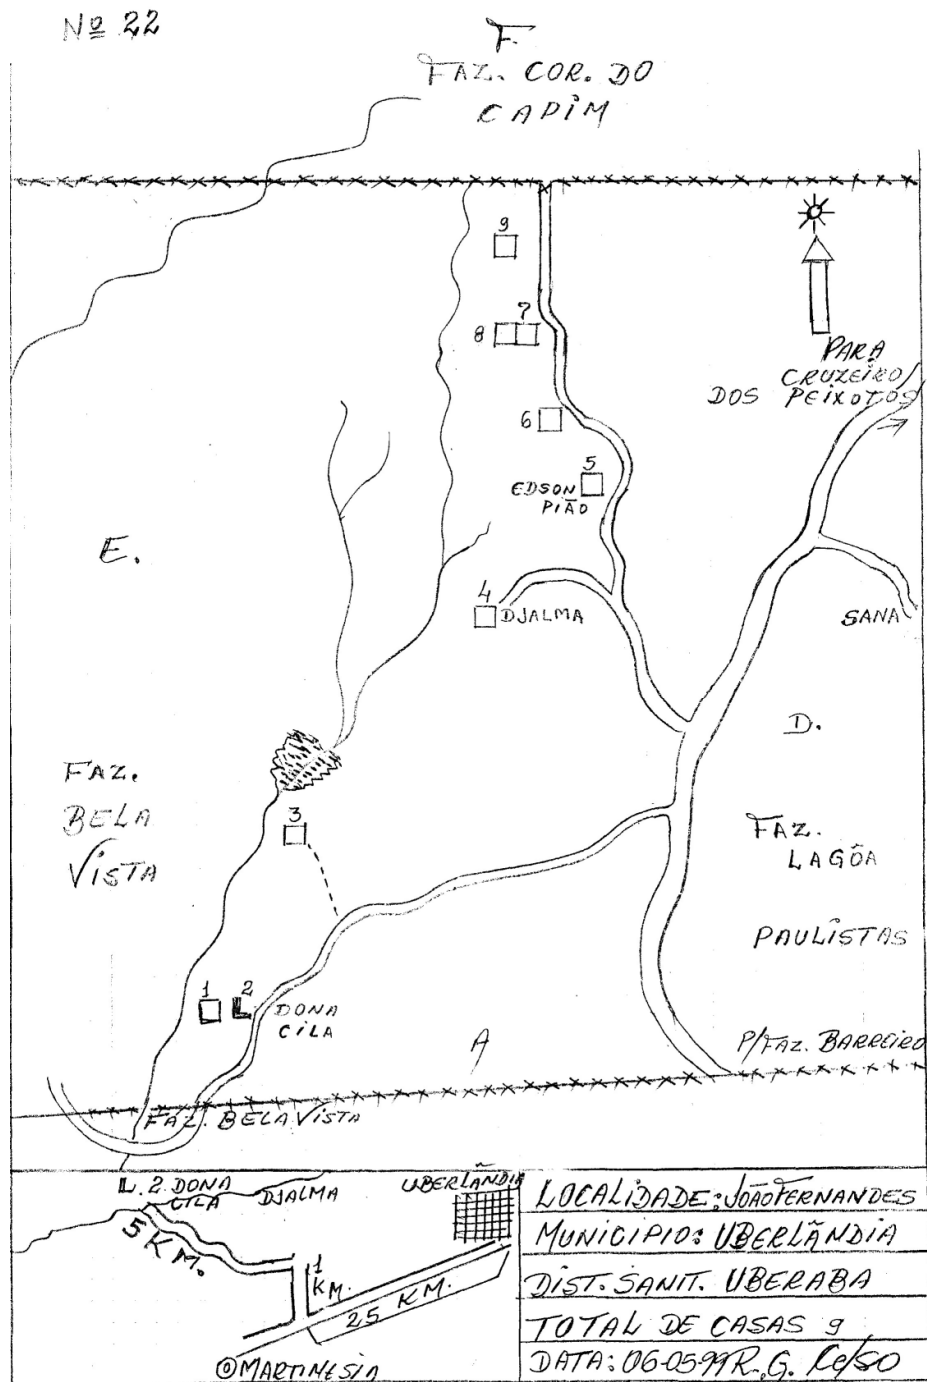 Nº 22
F.
FAZ. COR. DO
CAPIM
9
7
8
PARA
CRUZEIRO
DOS PEIXOTOS
6
5
EDSON
PIÃO
E.
4
DJALMA
SANA
D.
FAZ.
BELA
VISTA
3
FAZ.
LAGÔA
PAULISTAS
1
2
DONA
CILA
A
P/FAZ. BARREIRO
FAZ. BELA VISTA
L. 2 DONA
CILA
DJALMA
UBERLÂNDIA
5 KM.
1
KM.
25 KM.
MARTINESIA
LOCALIDADE: JOÃO FERNANDES
MUNICIPIO: UBERLÂNDIA
DIST. SANIT. UBERABA
TOTAL DE CASAS 9
DATA: 06-05-99 R.G. Celso